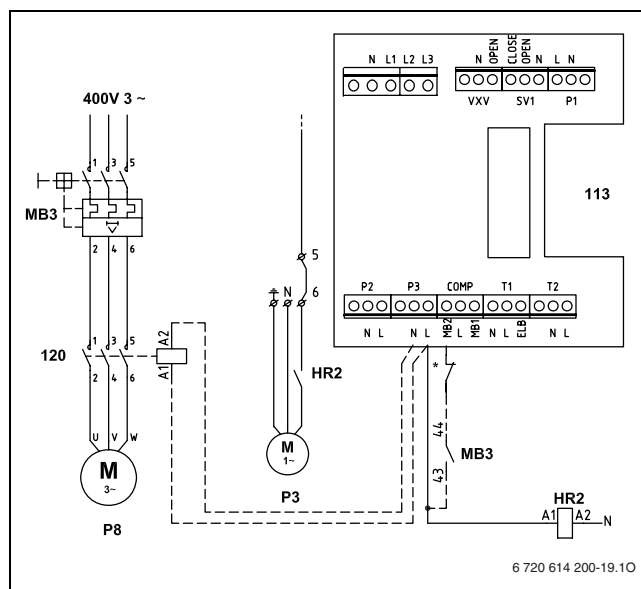 N L1 L2 L3
N OPEN CLOSE OPEN N L N
VXV SV1 P1
400V 3 ~
1 3 5
MB3
2 4 6
113
5
N 6
P2 P3 COMP T1 T2
N L N L MB2 L MB1 N L ELB N L
120
1 3 5
2 4 6
A2
A1
HR2
*
44
MB3
43
U V W
M
3~
P8
M
1~
P3
HR2
A1 A2 N
6 720 614 200-19.1O